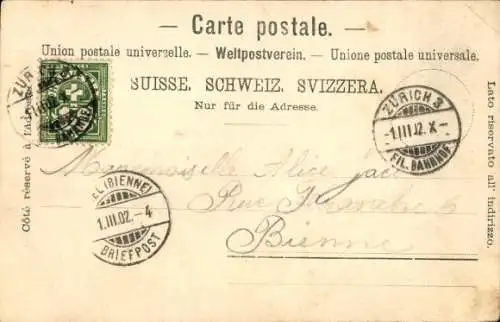 Carte postale.
Union postale universelle. — Weltpostverein. — Unione postale universale.
SUISSE. SCHWEIZ. SVIZZERA.
Nur für die Adresse.
Côté réservé à l'adresse.
Lato riservato all' indirizzo.
ZÜRICH 3
1.III.02.X-
FIL. BAHNHOF
Mademoiselle Alice
Rue
Bienne
(BIENNE)
1.III.02.-4
BRIEFPOST